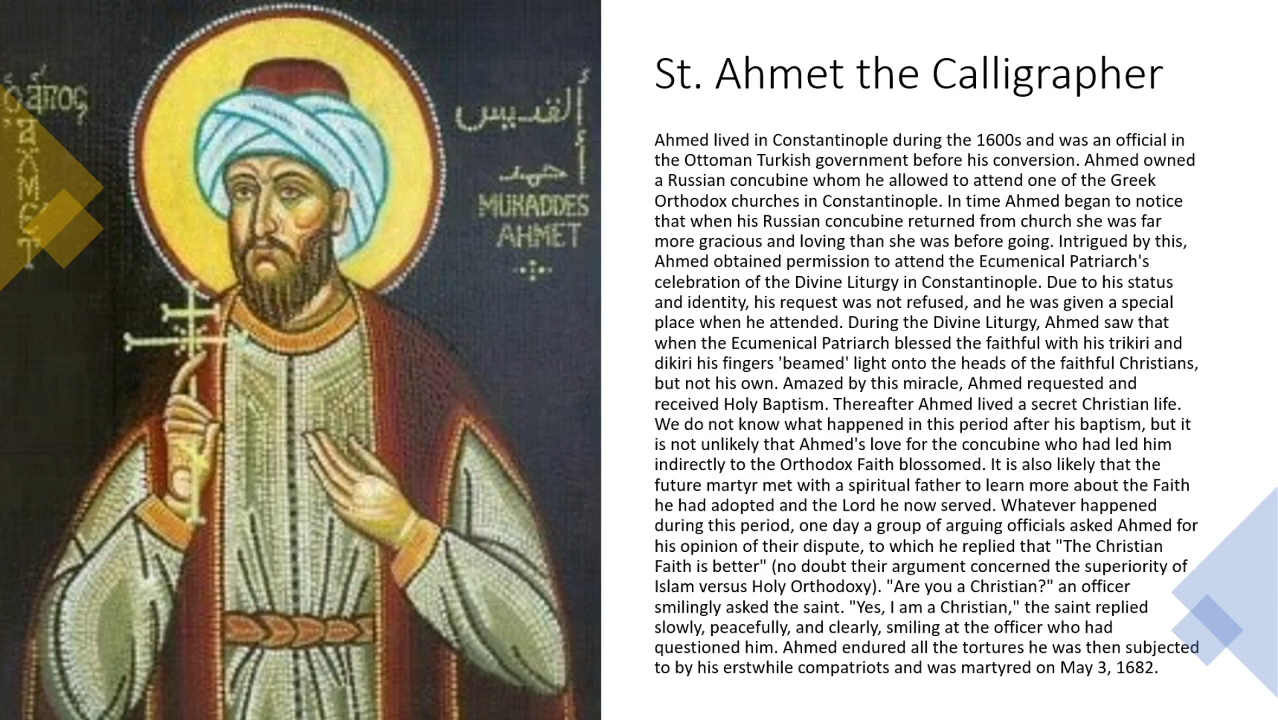 ὁ ἅγιος
Ἀ
Χ
Μ
Ε
Τ
ألقديس
أحمد
MUKADDES
AHMET
St. Ahmet the Calligrapher
Ahmed lived in Constantinople during the 1600s and was an official in
the Ottoman Turkish government before his conversion. Ahmed owned
a Russian concubine whom he allowed to attend one of the Greek
Orthodox churches in Constantinople. In time Ahmed began to notice
that when his Russian concubine returned from church she was far
more gracious and loving than she was before going. Intrigued by this,
Ahmed obtained permission to attend the Ecumenical Patriarch's
celebration of the Divine Liturgy in Constantinople. Due to his status
and identity, his request was not refused, and he was given a special
place when he attended. During the Divine Liturgy, Ahmed saw that
when the Ecumenical Patriarch blessed the faithful with his trikiri and
dikiri his fingers 'beamed' light onto the heads of the faithful Christians,
but not his own. Amazed by this miracle, Ahmed requested and
received Holy Baptism. Thereafter Ahmed lived a secret Christian life.
We do not know what happened in this period after his baptism, but it
is not unlikely that Ahmed's love for the concubine who had led him
indirectly to the Orthodox Faith blossomed. It is also likely that the
future martyr met with a spiritual father to learn more about the Faith
he had adopted and the Lord he now served. Whatever happened
during this period, one day a group of arguing officials asked Ahmed for
his opinion of their dispute, to which he replied that "The Christian
Faith is better" (no doubt their argument concerned the superiority of
Islam versus Holy Orthodoxy). "Are you a Christian?" an officer
smilingly asked the saint. "Yes, I am a Christian," the saint replied
slowly, peacefully, and clearly, smiling at the officer who had
questioned him. Ahmed endured all the tortures he was then subjected
to by his erstwhile compatriots and was martyred on May 3, 1682.